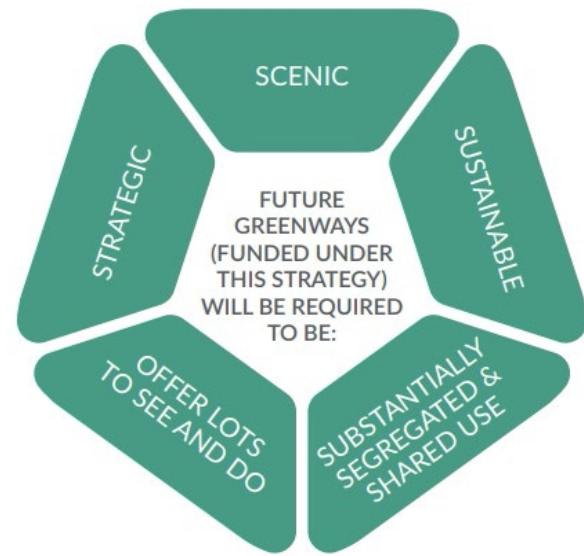 SCENIC
SUSTAINABLE
SUBSTANTIALLY
SEGREGATED &
SHARED USE
OFFER LOTS
TO SEE AND DO
STRATEGIC
FUTURE
GREENWAYS
(FUNDED UNDER
THIS STRATEGY)
WILL BE REQUIRED
TO BE: